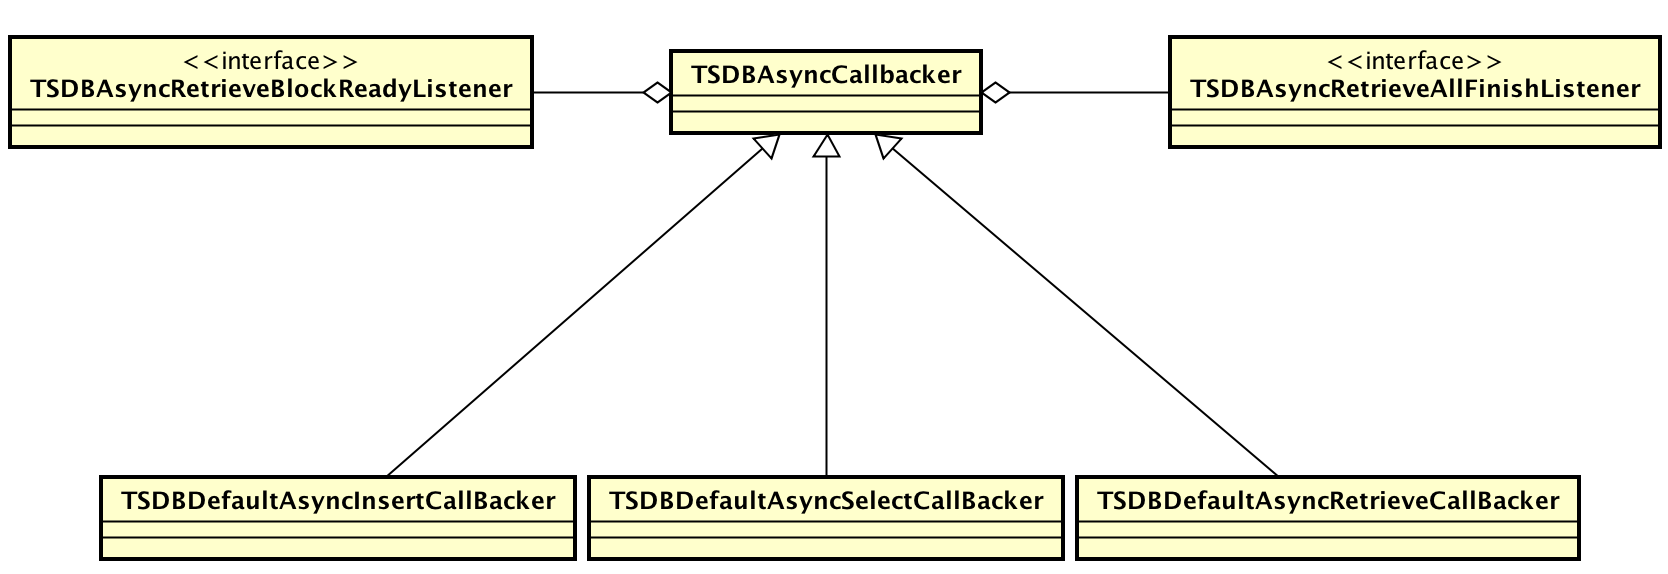 <<interface>>
TSDBAsyncRetrieveBlockReadyListener
TSDBAsyncCallbacker
<<interface>>
TSDBAsyncRetrieveAllFinishListener
TSDBDefaultAsyncInsertCallBacker
TSDBDefaultAsyncSelectCallBacker
TSDBDefaultAsyncRetrieveCallBacker